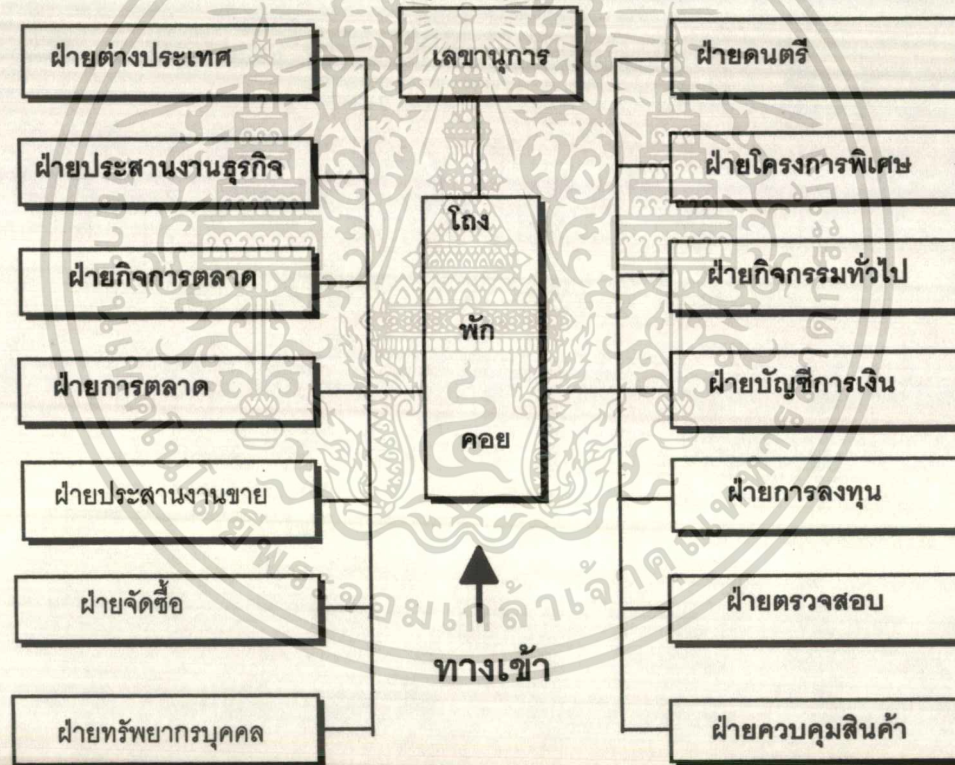 ฝ่ายต่างประเทศ
เลขานุการ
ฝ่ายดนตรี
ฝ่ายประสานงานธุรกิจ
ฝ่ายโครงการพิเศษ
โถง
พัก
คอย
ฝ่ายกิจการตลาด
ฝ่ายกิจกรรมทั่วไป
ฝ่ายการตลาด
ฝ่ายบัญชีการเงิน
ฝ่ายประสานงานขาย
ฝ่ายการลงทุน
ฝ่ายจัดซื้อ
ฝ่ายตรวจสอบ
ทางเข้า
ฝ่ายทรัพยากรบุคคล
ฝ่ายควบคุมสินค้า